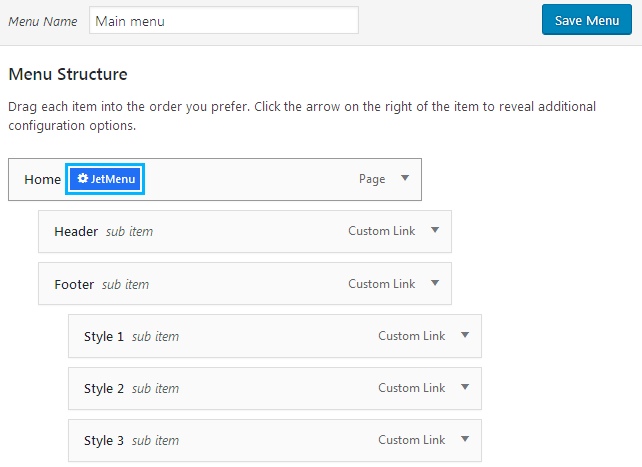 Menu Name Main menu Save Menu
Menu Structure
Drag each item into the order you prefer. Click the arrow on the right of the item to reveal additional
configuration options.
Home JetMenu Page
Header sub item Custom Link
Footer sub item Custom Link
Style 1 sub item Custom Link
Style 2 sub item Custom Link
Style 3 sub item Custom Link